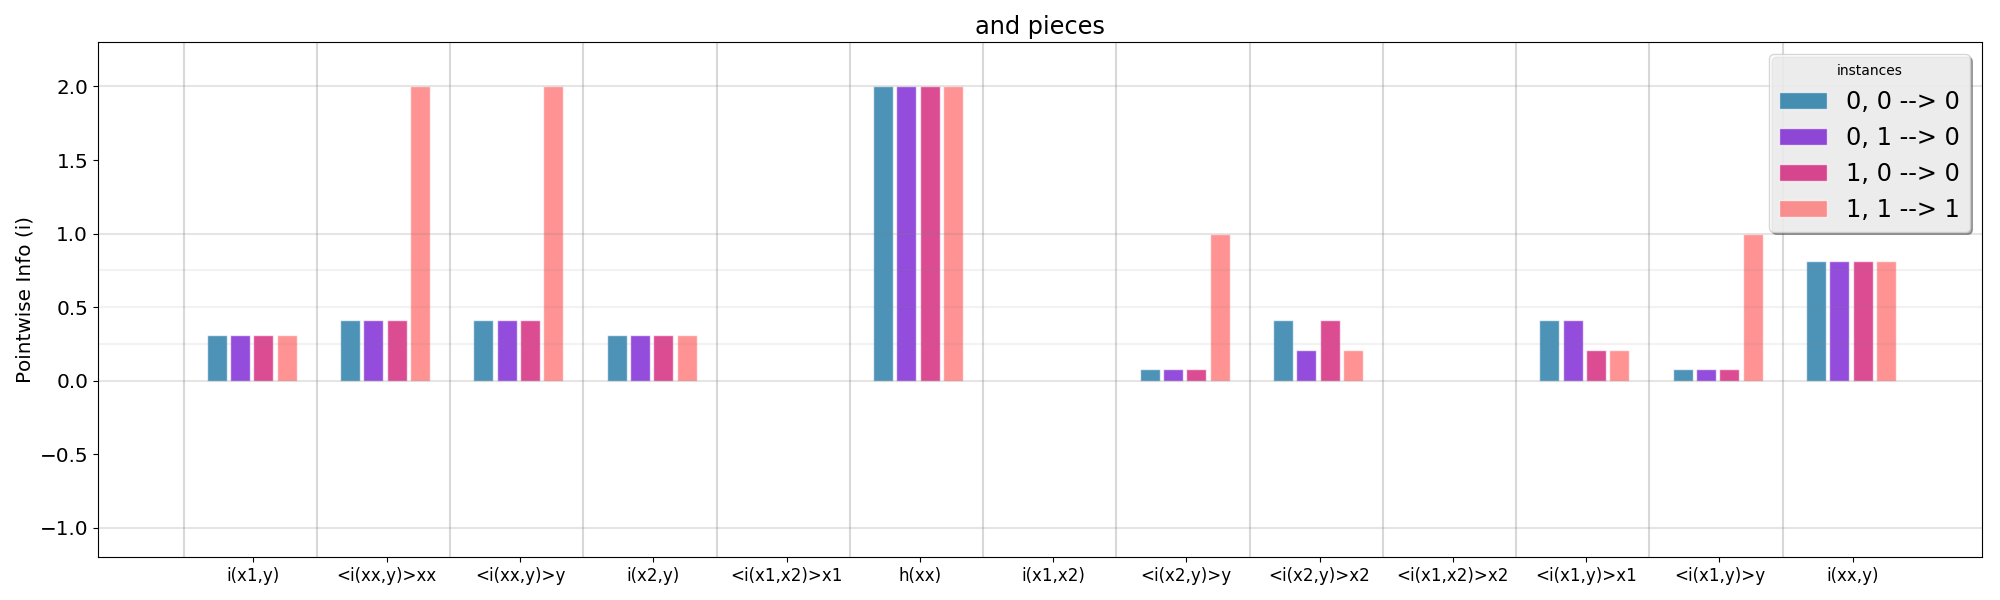 and pieces
Pointwise Info (i)
2.0
1.5
1.0
0.5
0.0
−0.5
−1.0
instances
0, 0 --> 0
0, 1 --> 0
1, 0 --> 0
1, 1 --> 1
i(x1,y) <i(xx,y)>xx <i(xx,y)>y i(x2,y) <i(x1,x2)>x1 h(xx) i(x1,x2) <i(x2,y)>y <i(x2,y)>x2 <i(x1,x2)>x2 <i(x1,y)>x1 <i(x1,y)>y i(xx,y)